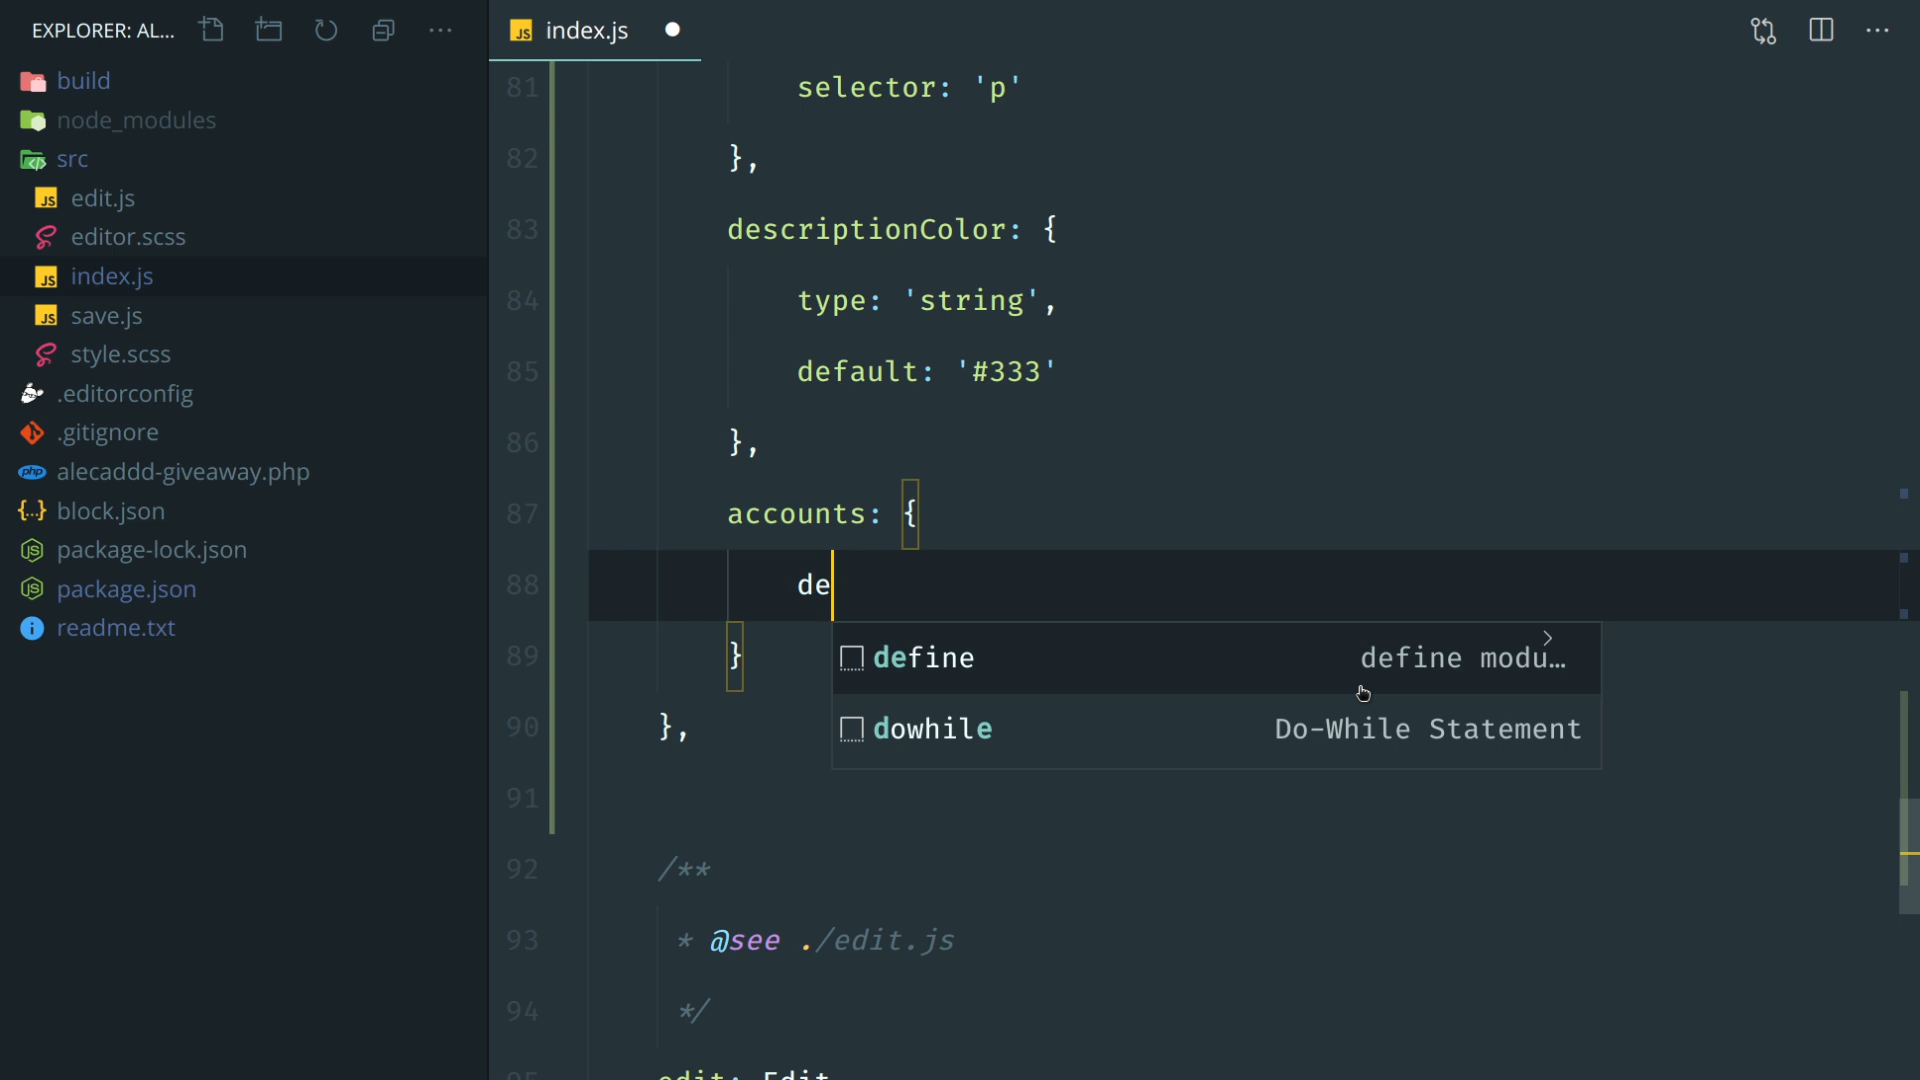 EXPLORER: AL...
build
node_modules
src
edit.js
editor.scss
index.js
save.js
style.scss
.editorconfig
.gitignore
alecaddd-giveaway.php
block.json
package-lock.json
package.json
readme.txt
index.js
81 selector: 'p'
82 },
83 descriptionColor: {
84 type: 'string',
85 default: '#333'
86 },
87 accounts: {
88 de
89 }
define define modu...
dowhile Do-While Statement
90 },
91
92 /**
93 * @see ./edit.js
94 */
95 edit: Edit